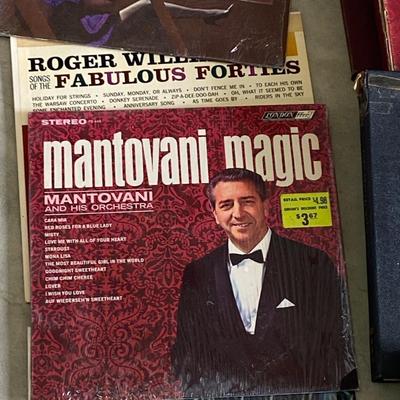 ROGER
SONGS OF THE FABULOUS FORTIES
HOLIDAY FOR STRINGS • SUNDAY, MONDAY, OR ALWAYS • DON'T FENCE ME IN • TO EACH HIS OWN
THE WARSAW CONCERTO • DONKEY SERENADE • ZIP-A-DEE-DOO-DAH • OH, WHAT IT SEEMED TO BE
SOME ENCHANTED EVENING • ANNIVERSARY SONG • AS TIME GOES BY • RIDERS IN THE SKY
STEREO
LONDON
mantovani magic
MANTOVANI
AND HIS ORCHESTRA
CARA MIA
RED ROSES FOR A BLUE LADY
MISTY
LOVE ME WITH ALL OF YOUR HEART
STARDUST
MONA LISA
THE MOST BEAUTIFUL GIRL IN THE WORLD
GOODNIGHT SWEETHEART
CHIM CHIM CHEREE
LOVER
I WISH YOU LOVE
AUF WIEDERSEH'N SWEETHEART
RETAIL PRICE $4.98
DISCOUNT PRICE
$3.67